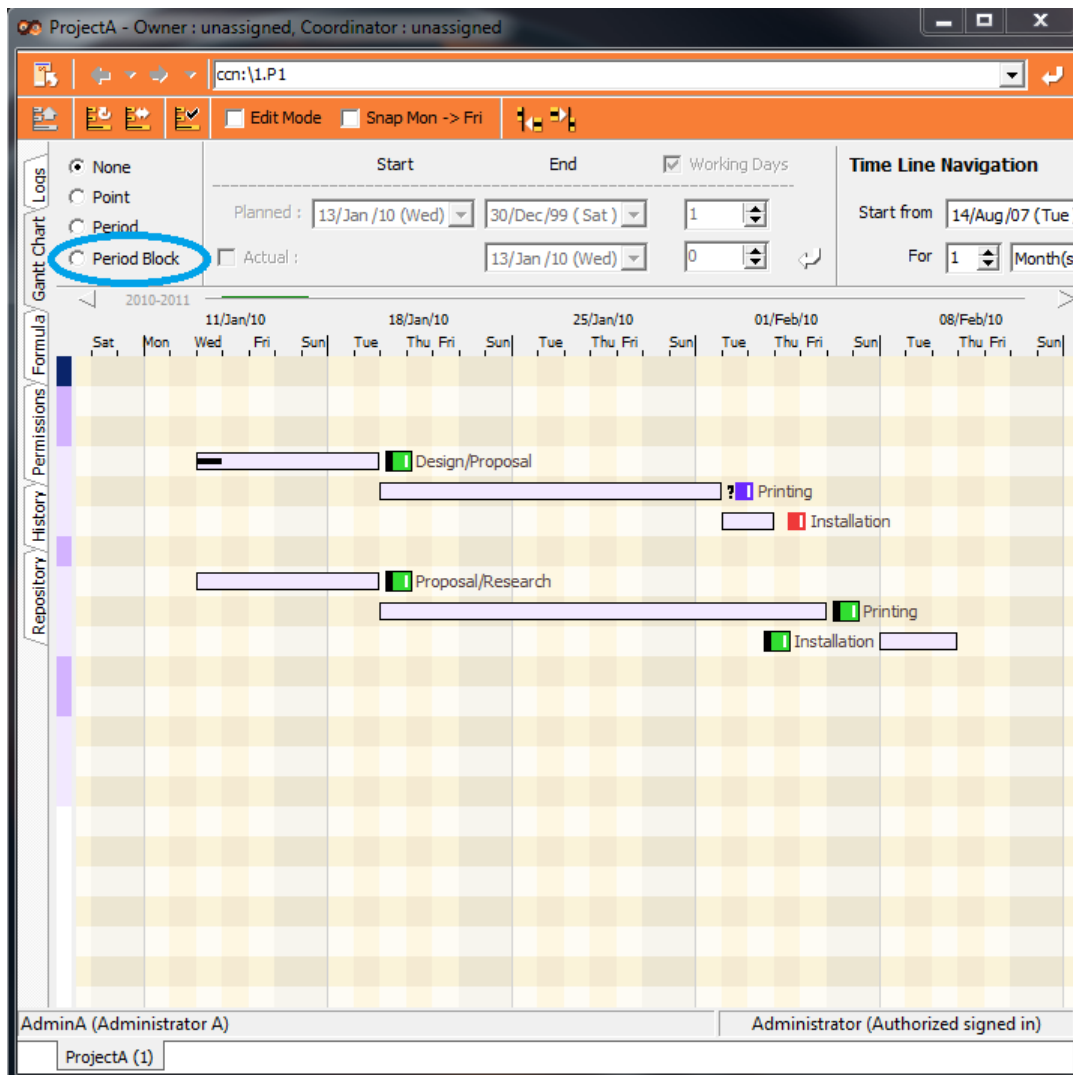 ProjectA - Owner : unassigned, Coordinator : unassigned
ccn:\1.P1
Edit Mode Snap Mon -> Fri
Logs
Gantt Chart
Formula
Permissions
History
Repository
None
Point
Period
Period Block
Start End Working Days
Planned : 13/Jan /10 (Wed) 30/Dec/99 ( Sat ) 1
Actual : 13/Jan /10 (Wed) 0
Time Line Navigation
Start from 14/Aug/07 (Tue
For 1 Month(s
2010-2011
11/Jan/10 18/Jan/10 25/Jan/10 01/Feb/10 08/Feb/10
Sat Mon Wed Fri Sun Tue Thu Fri Sun Tue Thu Fri Sun Tue Thu Fri Sun Tue Thu Fri Sun
Design/Proposal
? Printing
Installation
Proposal/Research
Printing
Installation
AdminA (Administrator A) Administrator (Authorized signed in)
ProjectA (1)